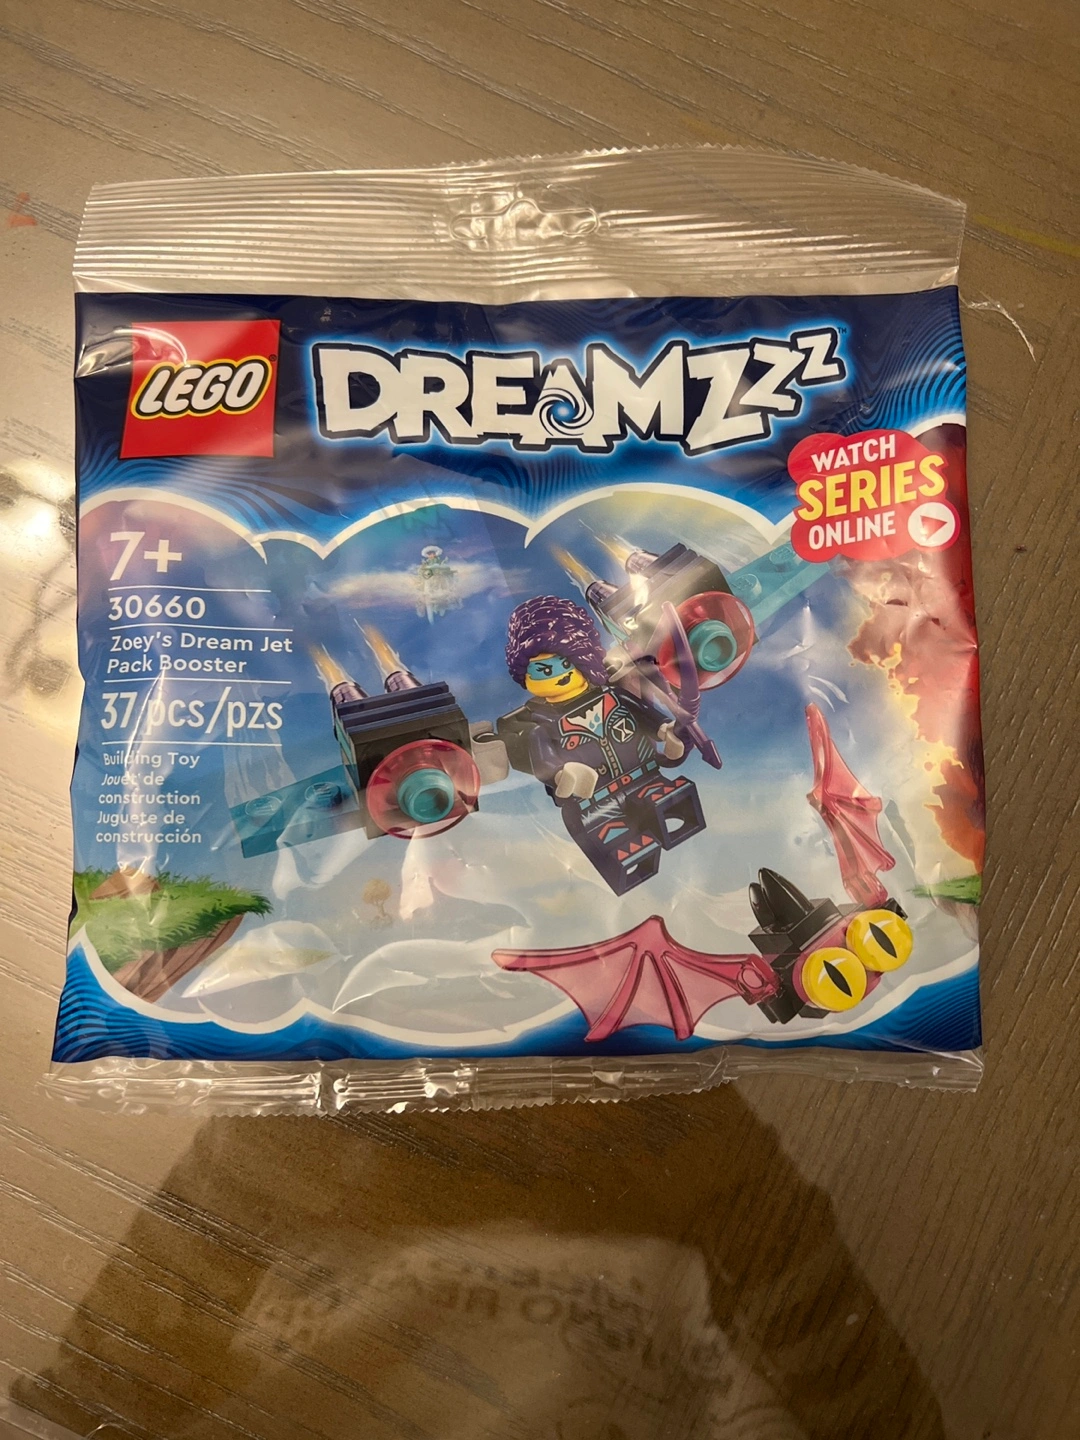 LEGO
DREAMZzz™
WATCH
SERIES
ONLINE
7+
30660
Zoey's Dream Jet
Pack Booster
37 pcs/pzs
Building Toy
Jouet de
construction
Juguete de
construcción